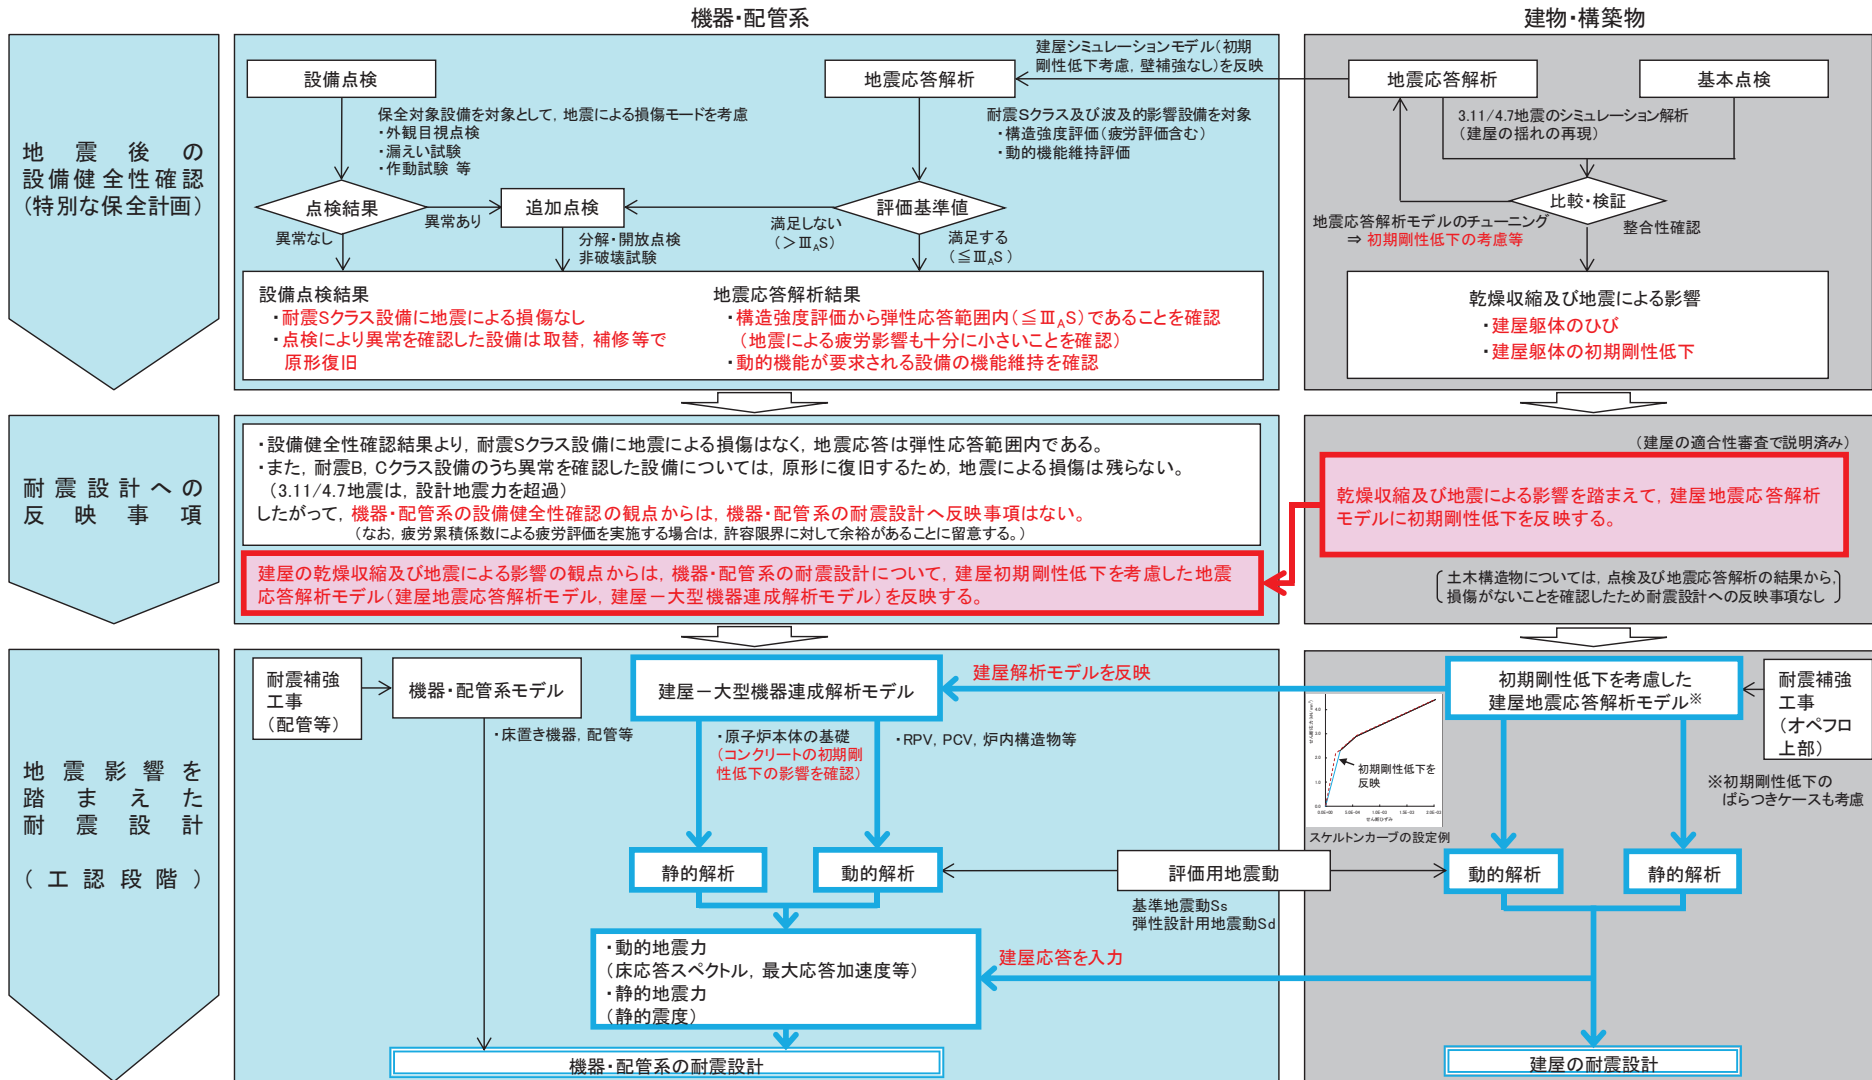 機器・配管系
建物・構築物
地震後の
設備健全性確認
(特別な保全計画)
設備点検
保全対象設備を対象として, 地震による損傷モードを考慮
・外観目視点検
・漏えい試験
・作動試験 等
点検結果
異常あり
異常なし
追加点検
分解・開放点検
非破壊試験
地震応答解析
建屋シミュレーションモデル(初期
剛性低下考慮, 壁補強なし)を反映
耐震Sクラス及び波及的影響設備を対象
・構造強度評価(疲労評価含む)
・動的機能維持評価
評価基準値
満足しない
(>ⅢAS)
満足する
(≦ⅢAS)
設備点検結果
・耐震Sクラス設備に地震による損傷なし
・点検により異常を確認した設備は取替, 補修等で
原形復旧
地震応答解析結果
・構造強度評価から弾性応答範囲内(≦ⅢAS)であることを確認
(地震による疲労影響も十分に小さいことを確認)
・動的機能が要求される設備の機能維持を確認
地震応答解析
基本点検
3.11/4.7地震のシミュレーション解析
(建屋の揺れの再現)
比較・検証
地震応答解析モデルのチューニング
⇒ 初期剛性低下の考慮等
整合性確認
乾燥収縮及び地震による影響
・建屋躯体のひび
・建屋躯体の初期剛性低下
耐震設計への
反映事項
・設備健全性確認結果より, 耐震Sクラス設備に地震による損傷はなく, 地震応答は弾性応答範囲内である。
・また, 耐震B, Cクラス設備のうち異常を確認した設備については, 原形に復旧するため, 地震による損傷は残らない。
(3.11/4.7地震は, 設計地震力を超過)
したがって, 機器・配管系の設備健全性確認の観点からは, 機器・配管系の耐震設計へ反映事項はない。
(なお, 疲労累積係数による疲労評価を実施する場合は, 許容限界に対して余裕があることに留意する。)
建屋の乾燥収縮及び地震による影響の観点からは, 機器・配管系の耐震設計について, 建屋初期剛性低下を考慮した地震
応答解析モデル(建屋地震応答解析モデル, 建屋ー大型機器連成解析モデル)を反映する。
(建屋の適合性審査で説明済み)
乾燥収縮及び地震による影響を踏まえて, 建屋地震応答解析
モデルに初期剛性低下を反映する。
土木構造物については, 点検及び地震応答解析の結果から,
損傷がないことを確認したため耐震設計への反映事項なし
地震影響を
踏まえた
耐震設計
(工認段階)
耐震補強
工事
(配管等)
機器・配管系モデル
・床置き機器, 配管等
建屋ー大型機器連成解析モデル
・原子炉本体の基礎
(コンクリートの初期剛
性低下の影響を確認)
・RPV, PCV, 炉内構造物等
建屋解析モデルを反映
静的解析
動的解析
評価用地震動
基準地震動Ss
弾性設計用地震動Sd
・動的地震力
(床応答スペクトル, 最大応答加速度等)
・静的地震力
(静的震度)
建屋応答を入力
機器・配管系の耐震設計
初期剛性低下を考慮した
建屋地震応答解析モデル※
耐震補強
工事
(オペフロ
上部)
※初期剛性低下の
ばらつきケースも考慮
4.0
3.0
2.0
1.0
0.0
初期剛性低下を
反映
0.0E+00 5.0E-04 1.0E-03 1.5E-03 2.0E-03
せん断ひずみ
スケルトンカーブの設定例
動的解析
静的解析
建屋の耐震設計